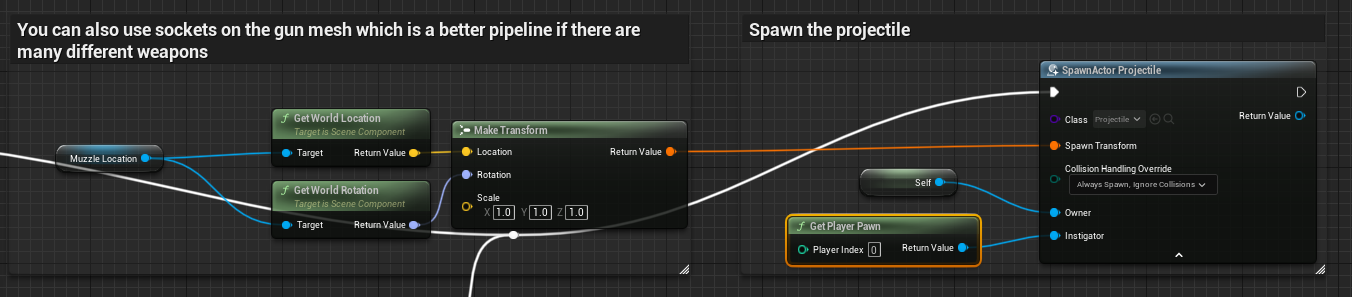 You can also use sockets on the gun mesh which is a better pipeline if there are
many different weapons
Muzzle Location
f Get World Location
Target is Scene Component
Target Return Value
f Get World Rotation
Target is Scene Component
Target Return Value
Make Transform
Location Return Value
Rotation
Scale
X 1.0 Y 1.0 Z 1.0
Spawn the projectile
SpawnActor Projectile
Class Projectile Return Value
Spawn Transform
Collision Handling Override
Always Spawn, Ignore Collisions
Owner
Instigator
Self
f Get Player Pawn
Player Index 0 Return Value